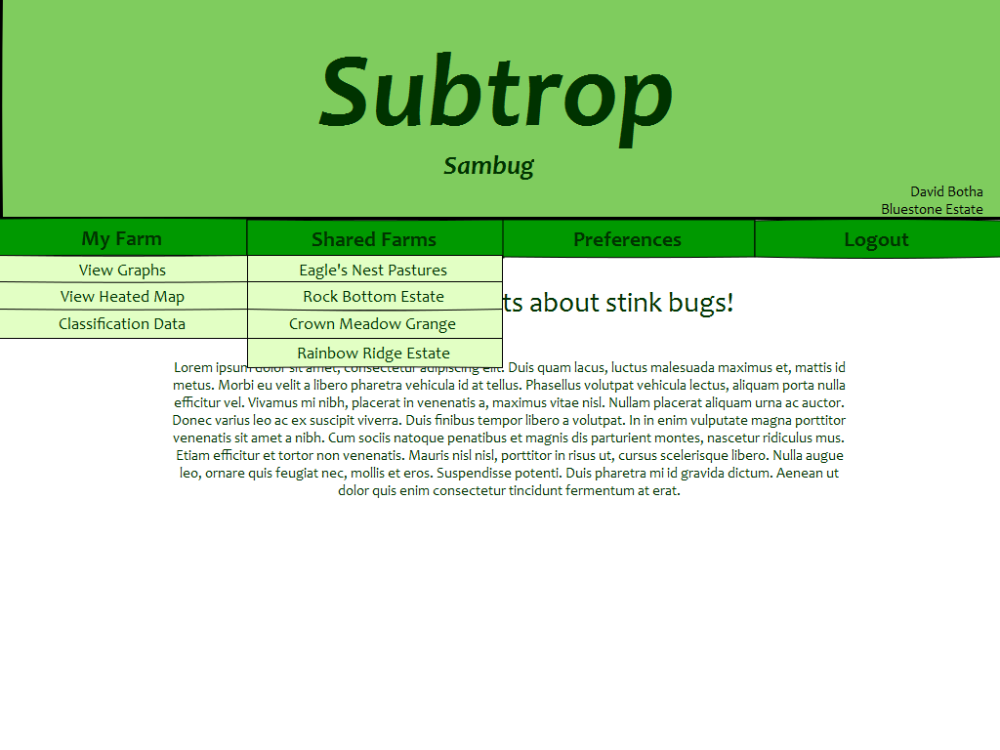 Subtrop
Sambug
David Botha
Bluestone Estate
My Farm
Shared Farms
Preferences
Logout
View Graphs
View Heated Map
Classification Data
Eagle's Nest Pastures
Rock Bottom Estate
Crown Meadow Grange
Rainbow Ridge Estate
ts about stink bugs!
Lorem ipsum dolor sit amet, consectetur adipiscing elit. Duis quam lacus, luctus malesuada maximus et, mattis id
metus. Morbi eu velit a libero pharetra vehicula id at tellus. Phasellus volutpat vehicula lectus, aliquam porta nulla
efficitur vel. Vivamus mi nibh, placerat in venenatis a, maximus vitae nisl. Nullam placerat aliquam urna ac auctor.
Donec varius leo ac ex suscipit viverra. Duis finibus tempor libero a volutpat. In in enim vulputate magna porttitor
venenatis sit amet a nibh. Cum sociis natoque penatibus et magnis dis parturient montes, nascetur ridiculus mus.
Etiam efficitur et tortor non venenatis. Mauris nisl nisl, porttitor in risus ut, cursus scelerisque libero. Nulla augue
leo, ornare quis feugiat nec, mollis et eros. Suspendisse potenti. Duis pharetra mi id gravida dictum. Aenean ut
dolor quis enim consectetur tincidunt fermentum at erat.